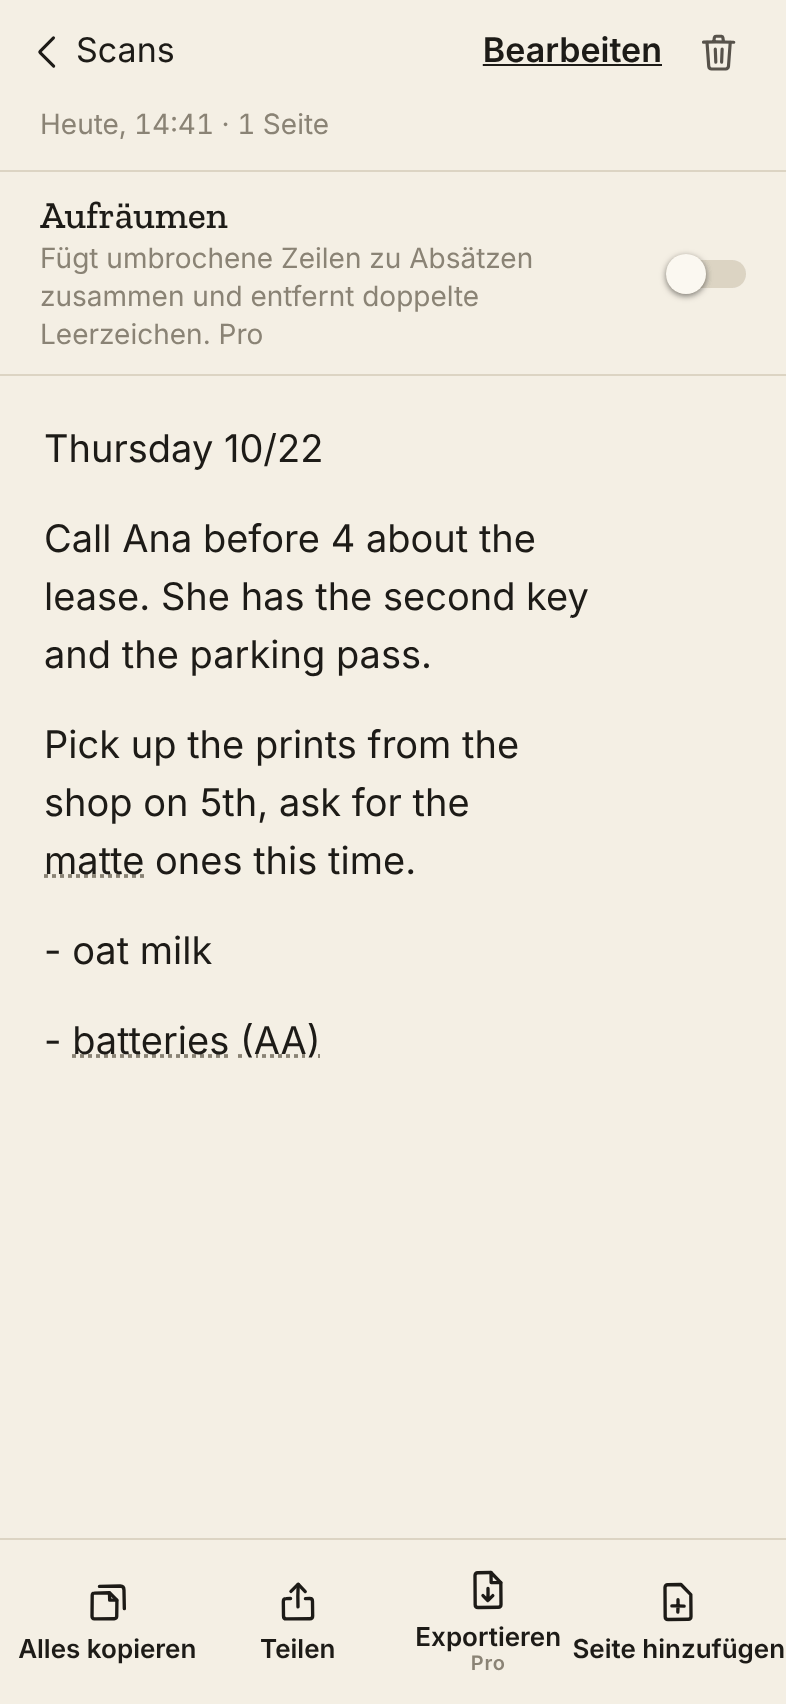 Scans
Bearbeiten
Heute, 14:41 · 1 Seite
Aufräumen
Fügt umbrochene Zeilen zu Absätzen
zusammen und entfernt doppelte
Leerzeichen. Pro
Thursday 10/22
Call Ana before 4 about the
lease. She has the second key
and the parking pass.
Pick up the prints from the
shop on 5th, ask for the
matte ones this time.
- oat milk
- batteries (AA)
Alles kopieren
Teilen
Exportieren
Pro
Seite hinzufügen